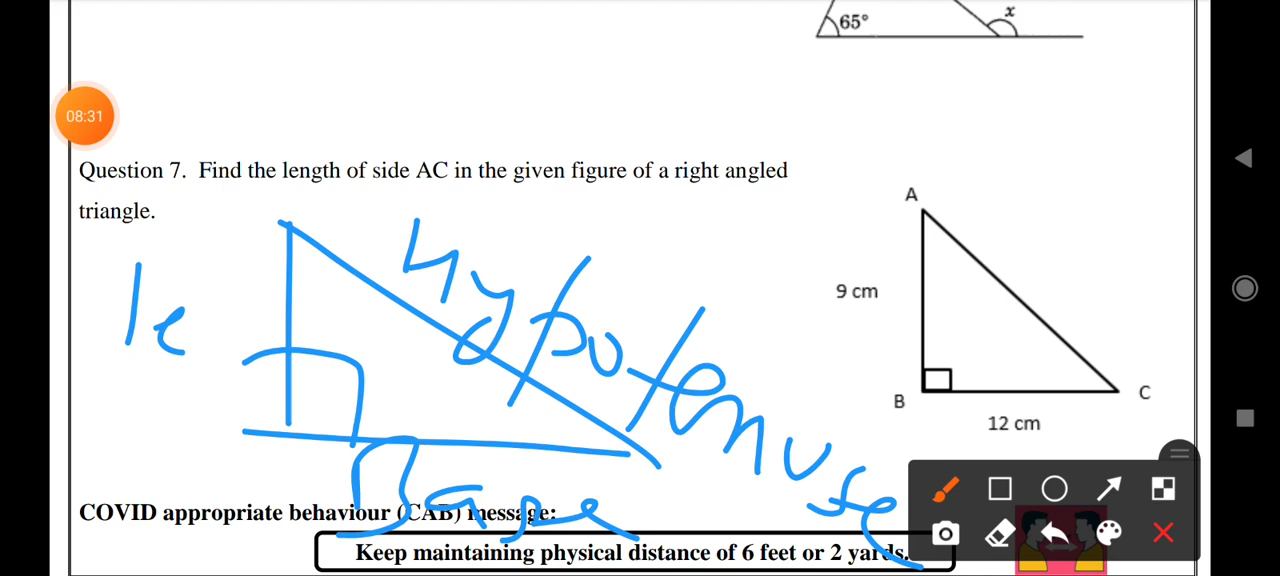 65°
x
08:31
Question 7. Find the length of side AC in the given figure of a right angled
triangle.
A
9 cm
B
C
12 cm
le
Hypotenuse
Base
COVID appropriate behaviour (CAB) message:
Keep maintaining physical distance of 6 feet or 2 yards.